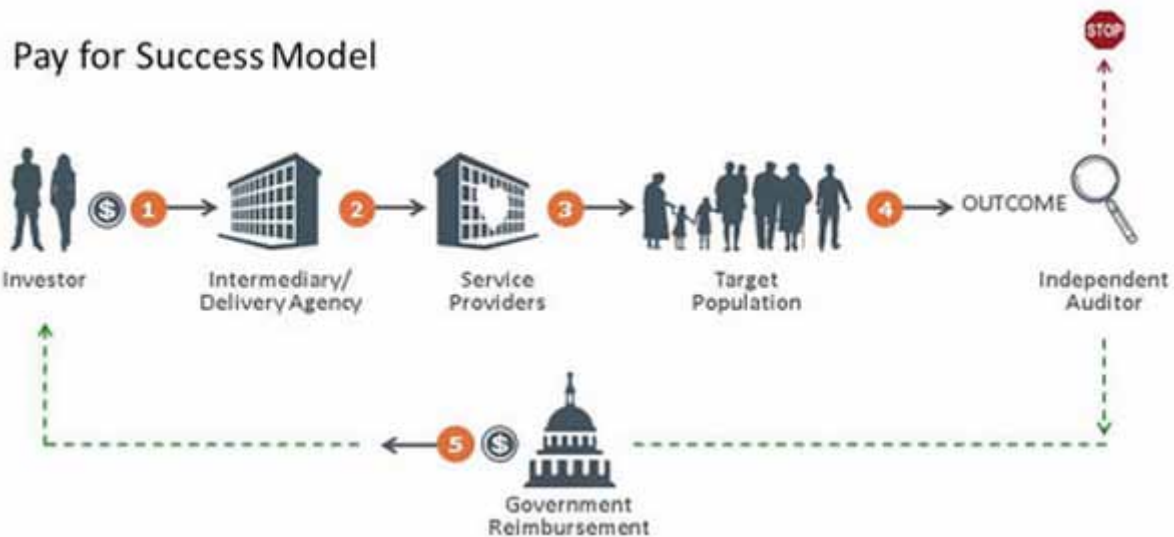 Pay for Success Model
STOP
$ 1
2
3
4
OUTCOME
Investor
Intermediary/
Delivery Agency
Service
Providers
Target
Population
Independent
Auditor
5 $
Government
Reimbursement